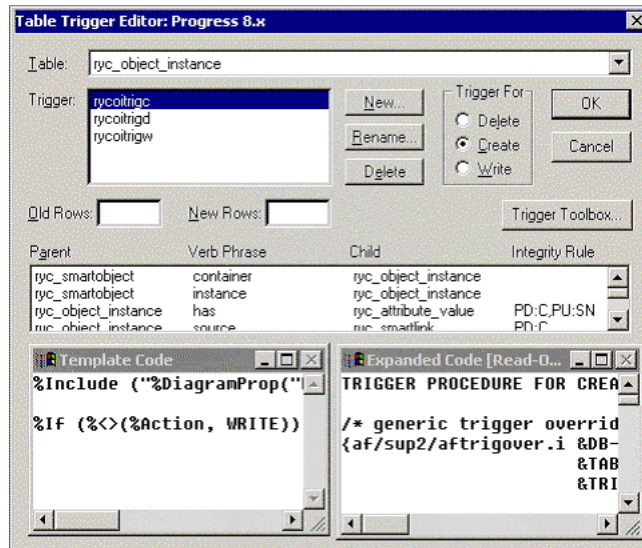 Table Trigger Editor: Progress 8.x
Table: ryc_object_instance
Trigger: rycoitrigc
rycoitrigd
rycoitrigw
New...
Rename...
Delete
Trigger For
Delete
Create
Write
OK
Cancel
Old Rows: New Rows: Trigger Toolbox...
Parent Verb Phrase Child Integrity Rule
ryc_smartobject container ryc_object_instance
ryc_smartobject instance ryc_object_instance
ryc_object_instance has ryc_attribute_value PD:C,PU:SN
ryc_object_instance source ryc_smartlink PD:C
Template Code
%Include ("%DiagramProp("
%If (%<>(%Action, WRITE))
Expanded Code [Read-O...
TRIGGER PROCEDURE FOR CREA
/* generic trigger overrid
{af/sup2/aftrigover.i &DB-
&TAB
&TRI